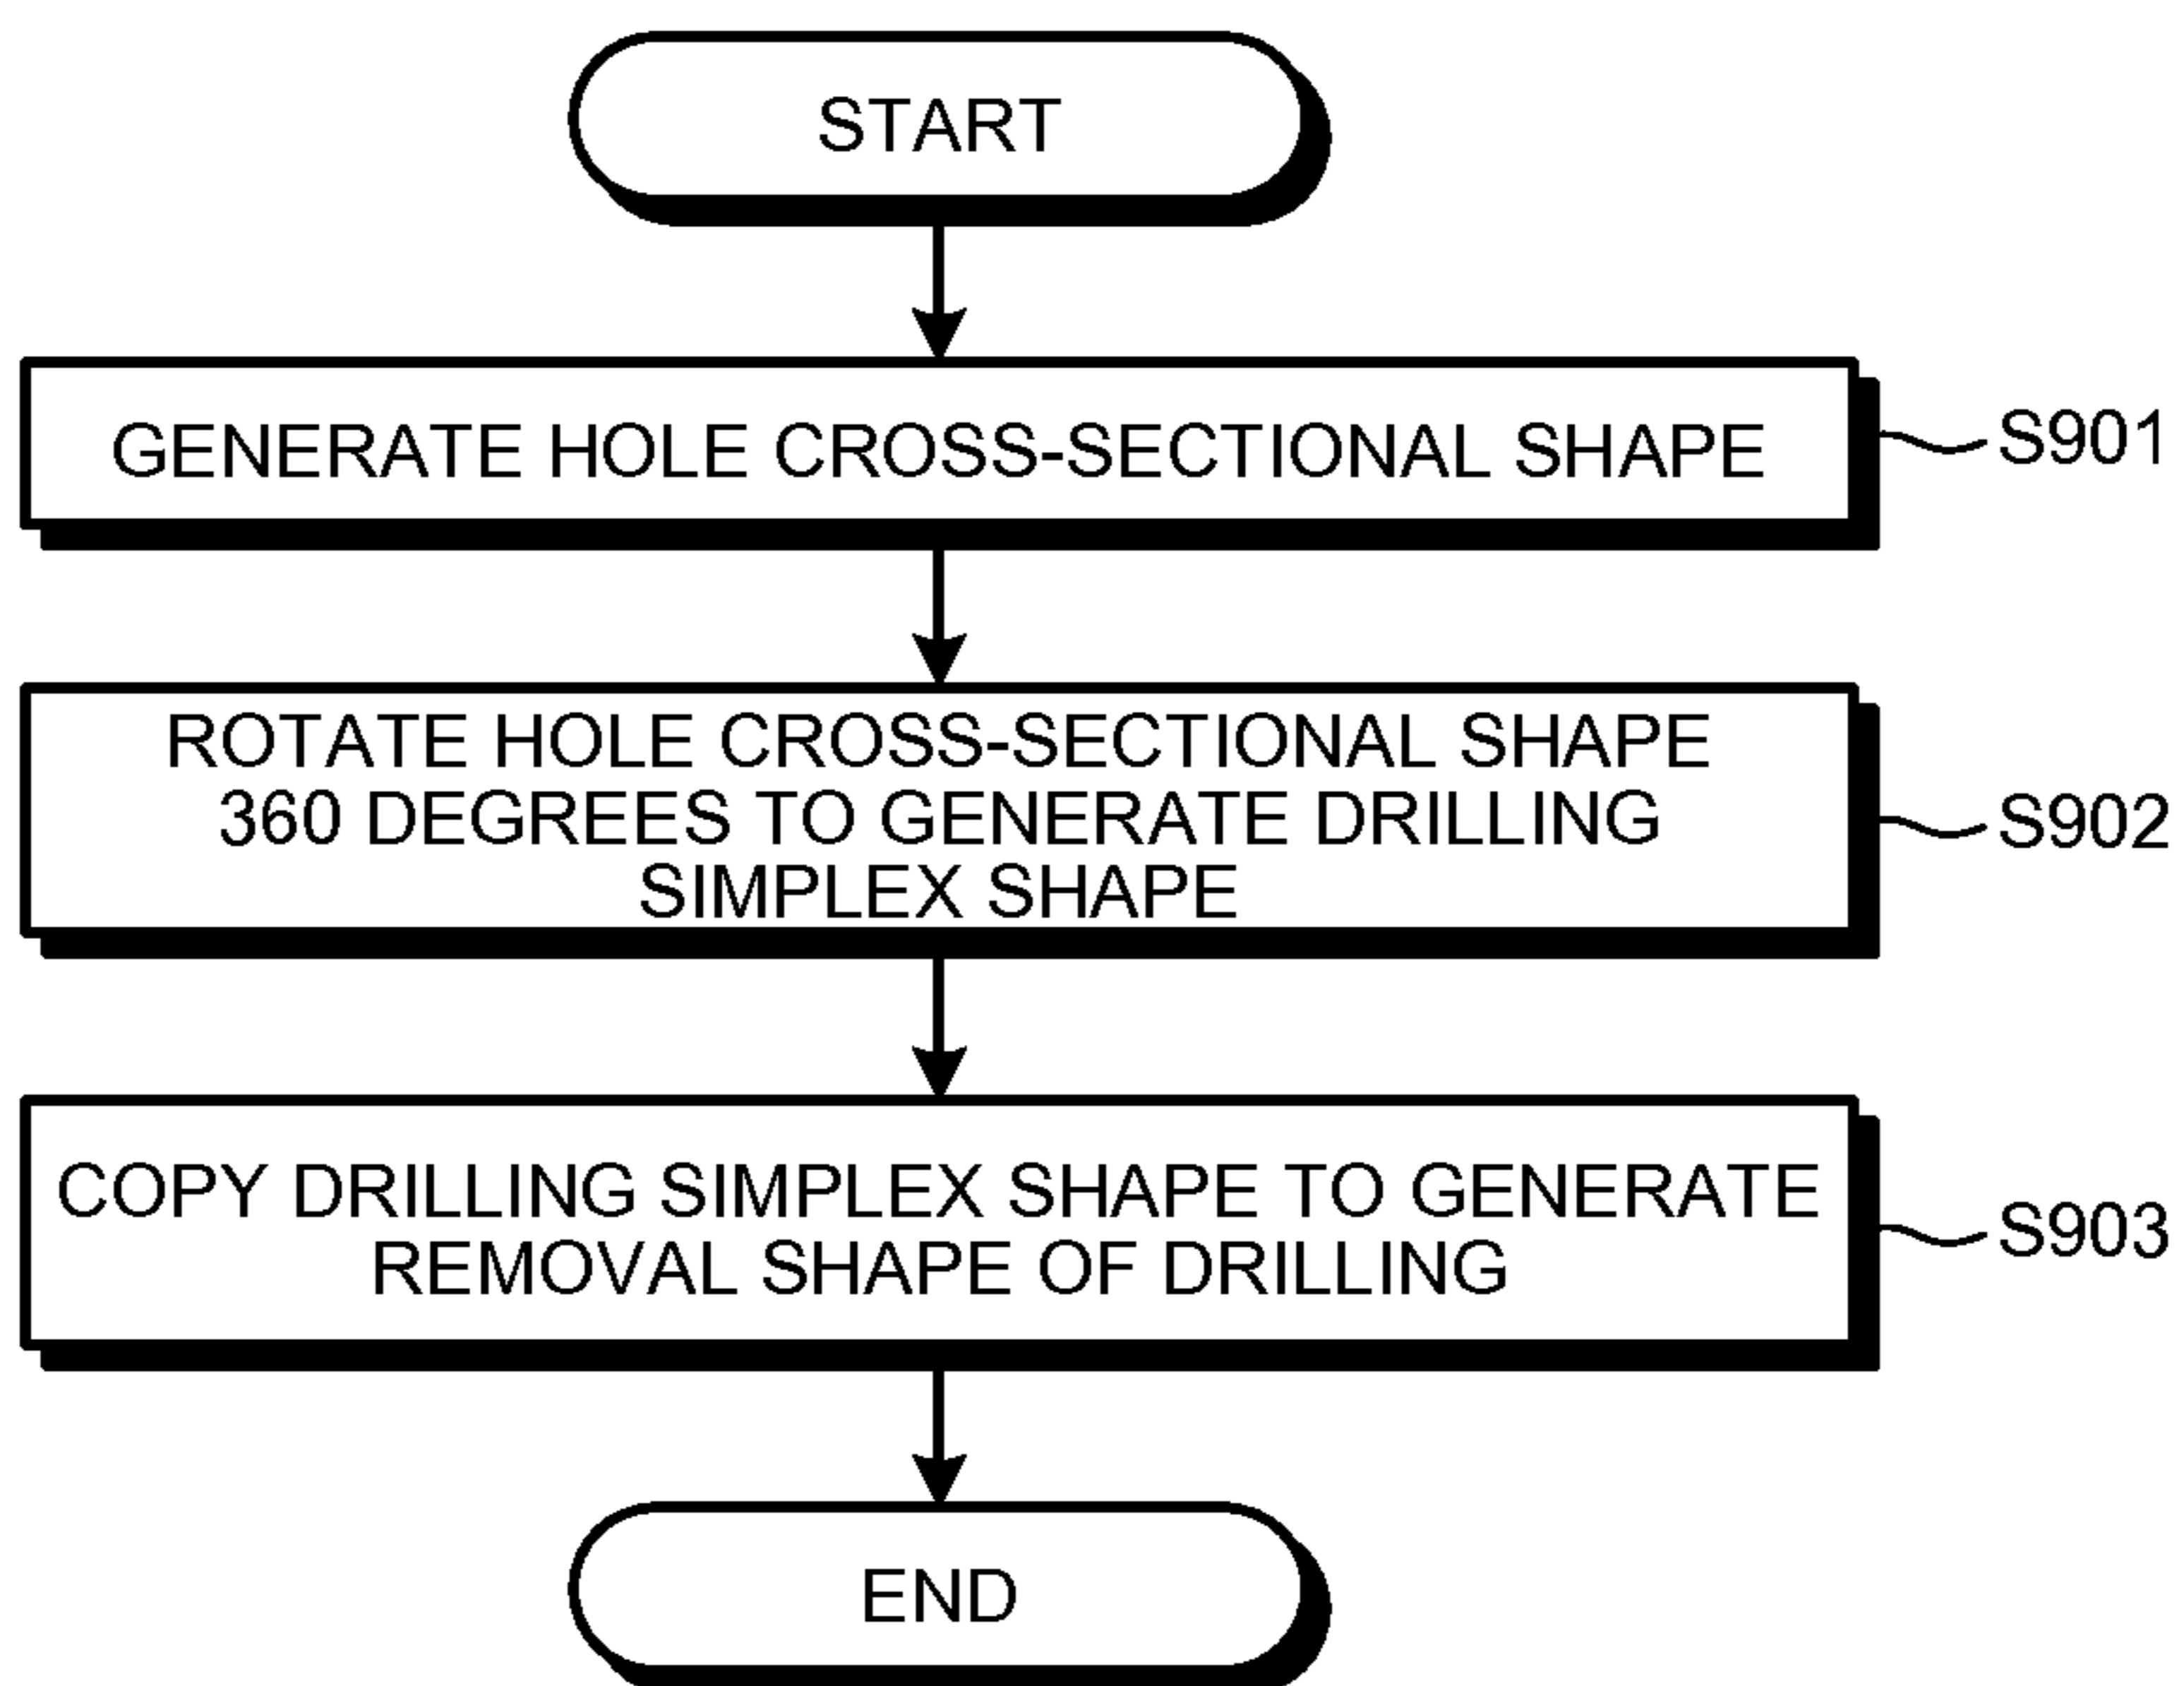 START
GENERATE HOLE CROSS-SECTIONAL SHAPE
S901
ROTATE HOLE CROSS-SECTIONAL SHAPE
360 DEGREES TO GENERATE DRILLING
SIMPLEX SHAPE
S902
COPY DRILLING SIMPLEX SHAPE TO GENERATE
REMOVAL SHAPE OF DRILLING
S903
END